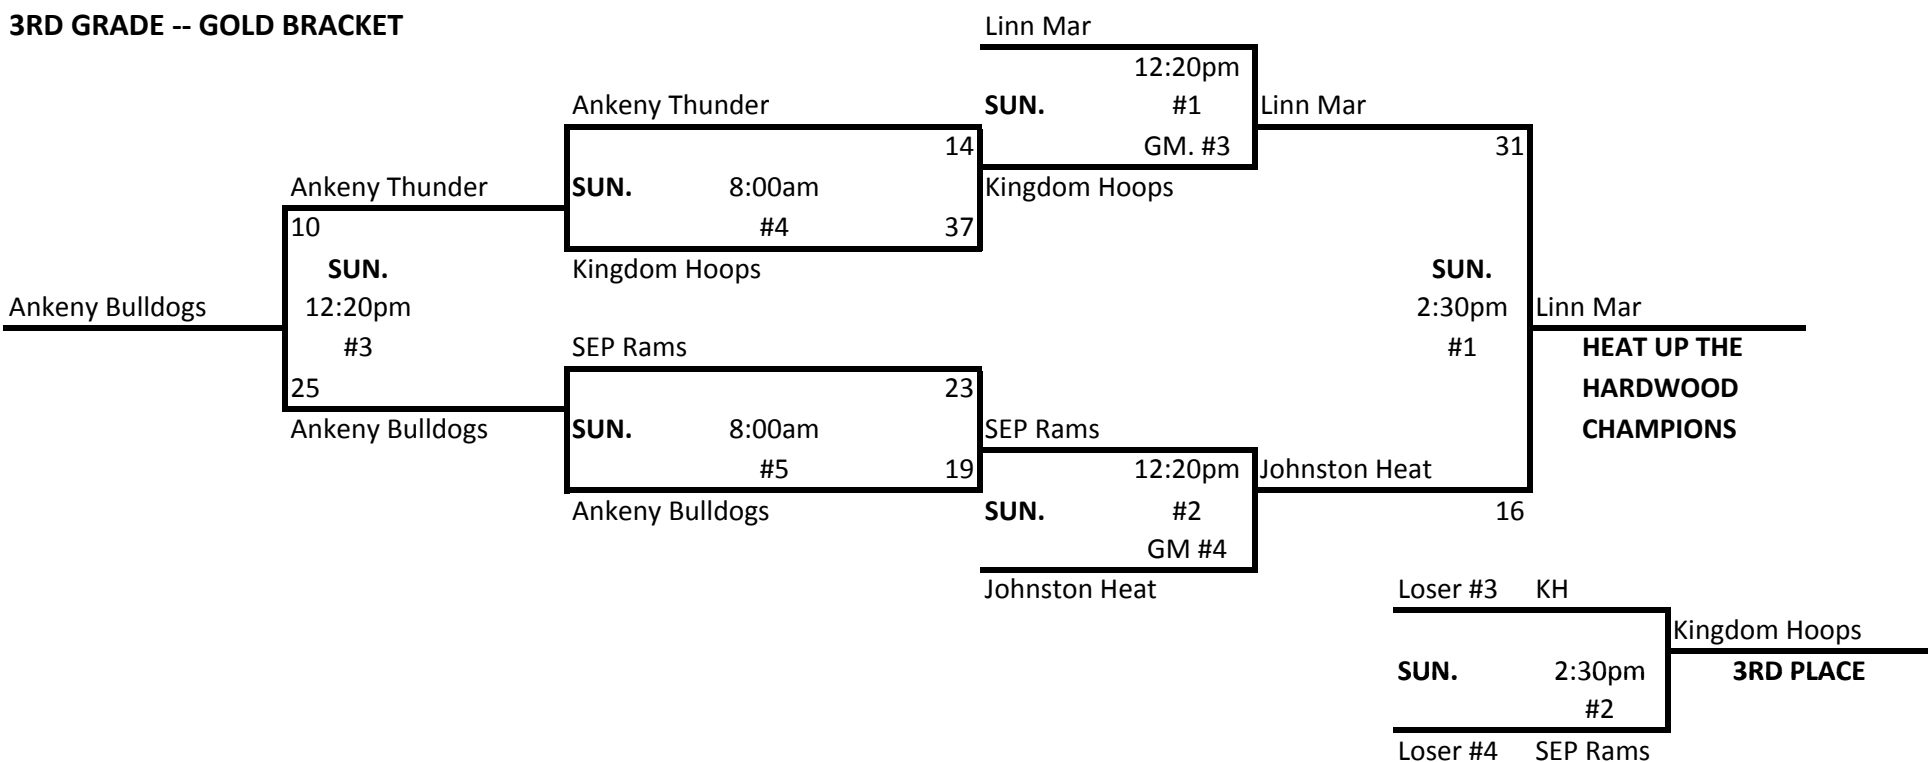 3RD GRADE -- GOLD BRACKET
Linn Mar
12:20pm
Ankeny Thunder
SUN.
#1
Linn Mar
14
GM. #3
31
Ankeny Thunder
SUN.
8:00am
Kingdom Hoops
10
#4
37
SUN.
Kingdom Hoops
SUN.
Ankeny Bulldogs
12:20pm
2:30pm
Linn Mar
#3
SEP Rams
#1
HEAT UP THE
25
23
HARDWOOD
Ankeny Bulldogs
SUN.
8:00am
SEP Rams
CHAMPIONS
#5
19
12:20pm
Johnston Heat
Ankeny Bulldogs
SUN.
#2
16
GM #4
Johnston Heat
Loser #3
KH
Kingdom Hoops
SUN.
2:30pm
3RD PLACE
#2
Loser #4
SEP Rams